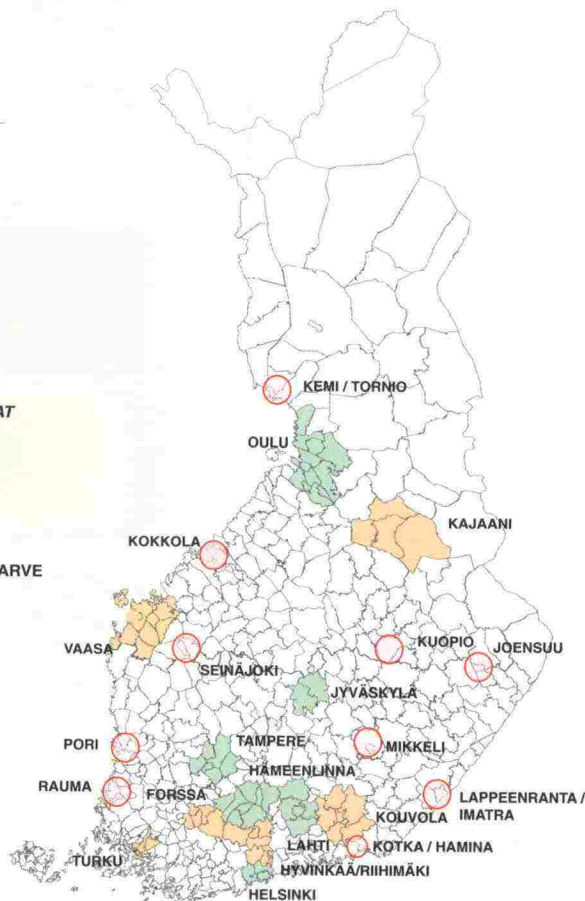 KEMI / TORNIO
AT
OULU
KAJAANI
KOKKOLA
ARVE
VAASA
SEINÄJOKI
KUOPIO
JOENSUU
JYVÄSKYLÄ
PORI
TAMPERE
MIKKELI
HÄMEENLINNA
RAUMA
FORSSA
LAPPEENRANTA /
IMATRA
KOUVOLA
LAHTI
KOTKA / HAMINA
TURKU
HYVINKÄÄ/RIIHIMÄKI
HELSINKI